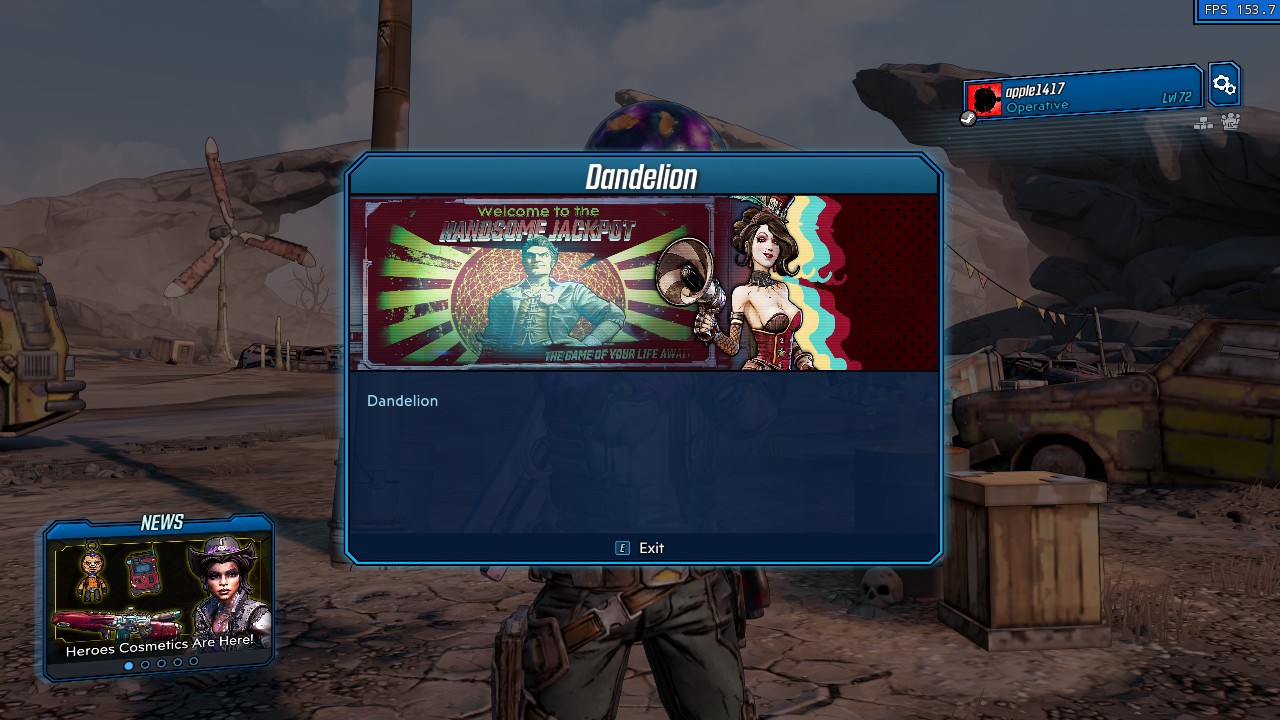 FPS 153.7
apple1417
Operative
Lvl 72
Dandelion
Welcome to the
HANDSOME JACKPOT
THE GAME OF YOUR LIFE AWAITS
Dandelion
E Exit
NEWS
Heroes Cosmetics Are Here!